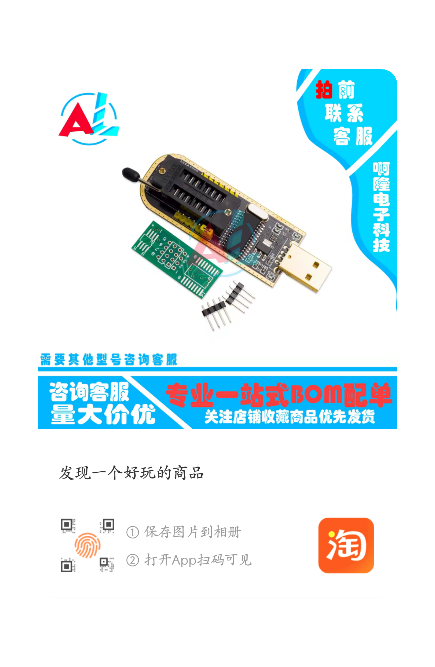 拍前
联系
客服
啊隆电子科技
需要其他型号咨询客服
咨询客服
量大价优
专业一站式BOM配单
关注店铺收藏商品优先发货
发现一个好玩的商品
① 保存图片到相册
② 打开App扫码可见
淘